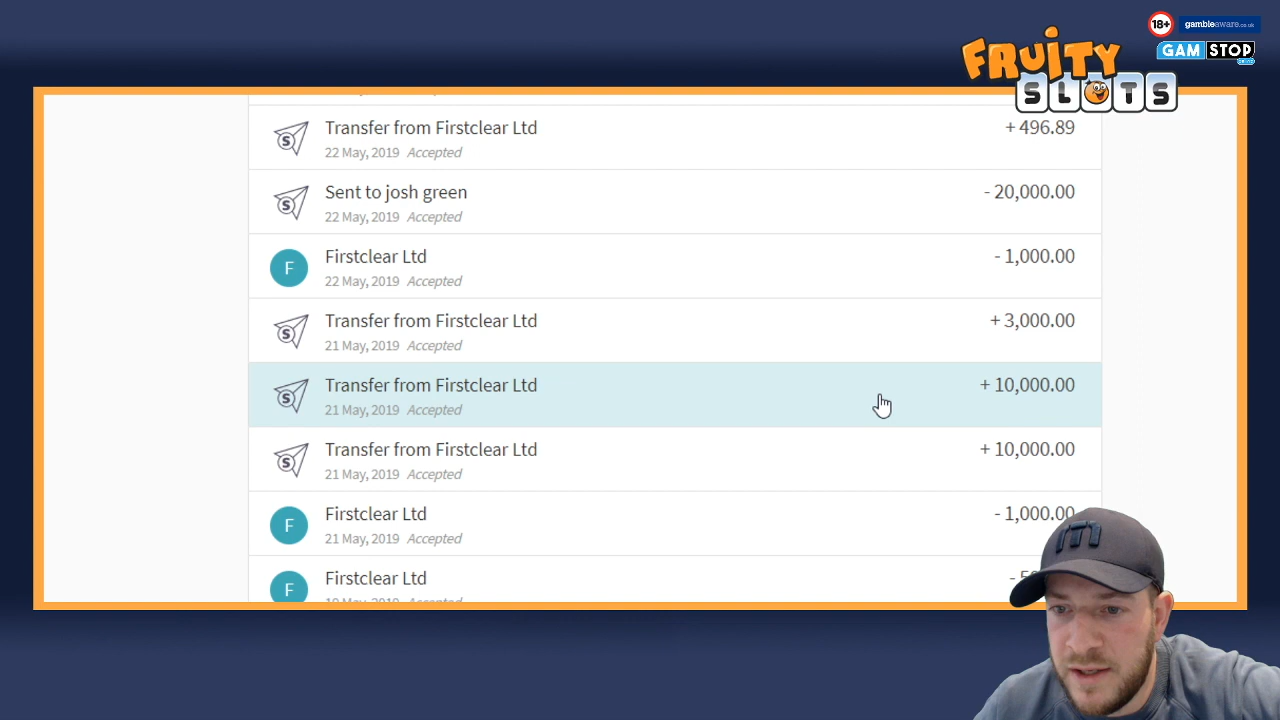 18+
gambleaware.co.uk
GAMSTOP
FRUITY
SLOTS
Transfer from Firstclear Ltd
+ 496.89
22 May, 2019 Accepted
Sent to josh green
- 20,000.00
22 May, 2019 Accepted
Firstclear Ltd
- 1,000.00
22 May, 2019 Accepted
Transfer from Firstclear Ltd
+ 3,000.00
21 May, 2019 Accepted
Transfer from Firstclear Ltd
+ 10,000.00
21 May, 2019 Accepted
Transfer from Firstclear Ltd
+ 10,000.00
21 May, 2019 Accepted
F
Firstclear Ltd
- 1,000.00
21 May, 2019 Accepted
F
Firstclear Ltd